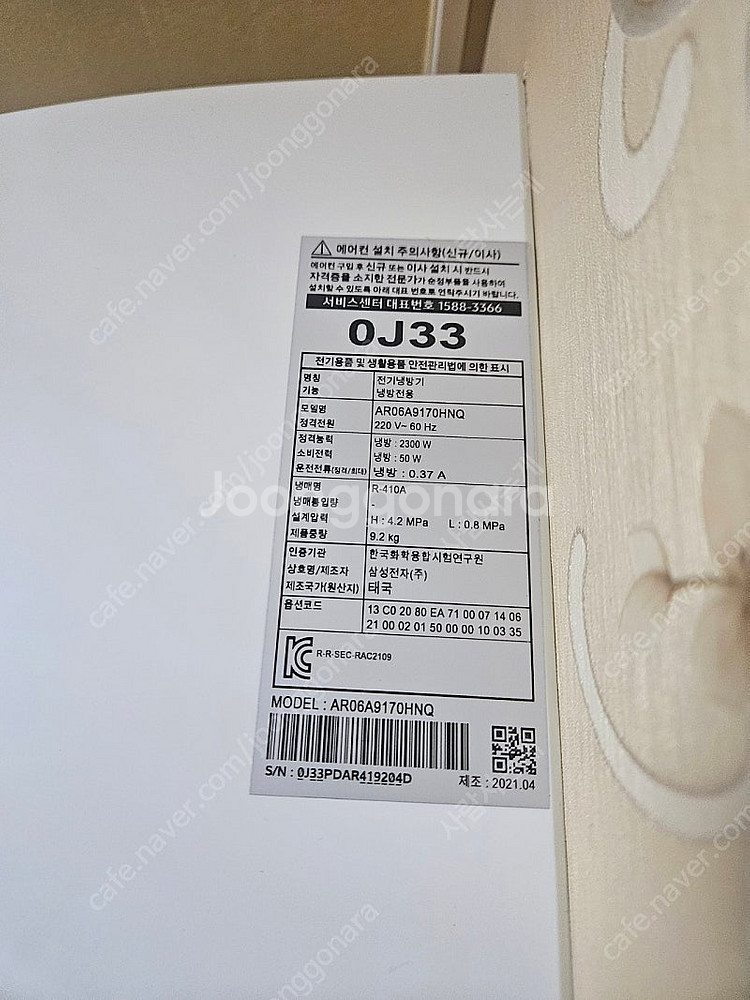 ⚠ 에어컨 설치 주의사항(신규/이사)
에어컨 구입 후 신규 또는 이사 설치 시 반드시
자격증을 소지한 전문가가 순정부품을 사용하여
설치할 수 있도록 아래 대표 번호로 연락주시기 바랍니다.
서비스센터 대표번호 1588-3366
0J33
전기용품 및 생활용품 안전관리법에 의한 표시
명칭 전기냉방기
기능 냉방전용
모델명 AR06A9170HNQ
정격전원 220 V~ 60 Hz
정격능력 냉방 : 2300 W
소비전력 냉방 : 50 W
운전전류(정격/최대) 냉방 : 0.37 A
냉매명 R-410A
냉매봉입량 -
설계압력 H : 4.2 MPa L : 0.8 MPa
제품중량 9.2 kg
인증기관 한국화학융합시험연구원
상호명/제조자 삼성전자(주)
제조국가(원산지) 태국
옵션코드 13 C0 20 80 EA 71 00 07 14 06
21 00 02 01 50 00 00 10 03 35
R-R-SEC-RAC2109
MODEL : AR06A9170HNQ
S/N : 0J33PDAR419204D 제조 : 2021.04
Joonggonara
cafe.naver.com/joonggonara